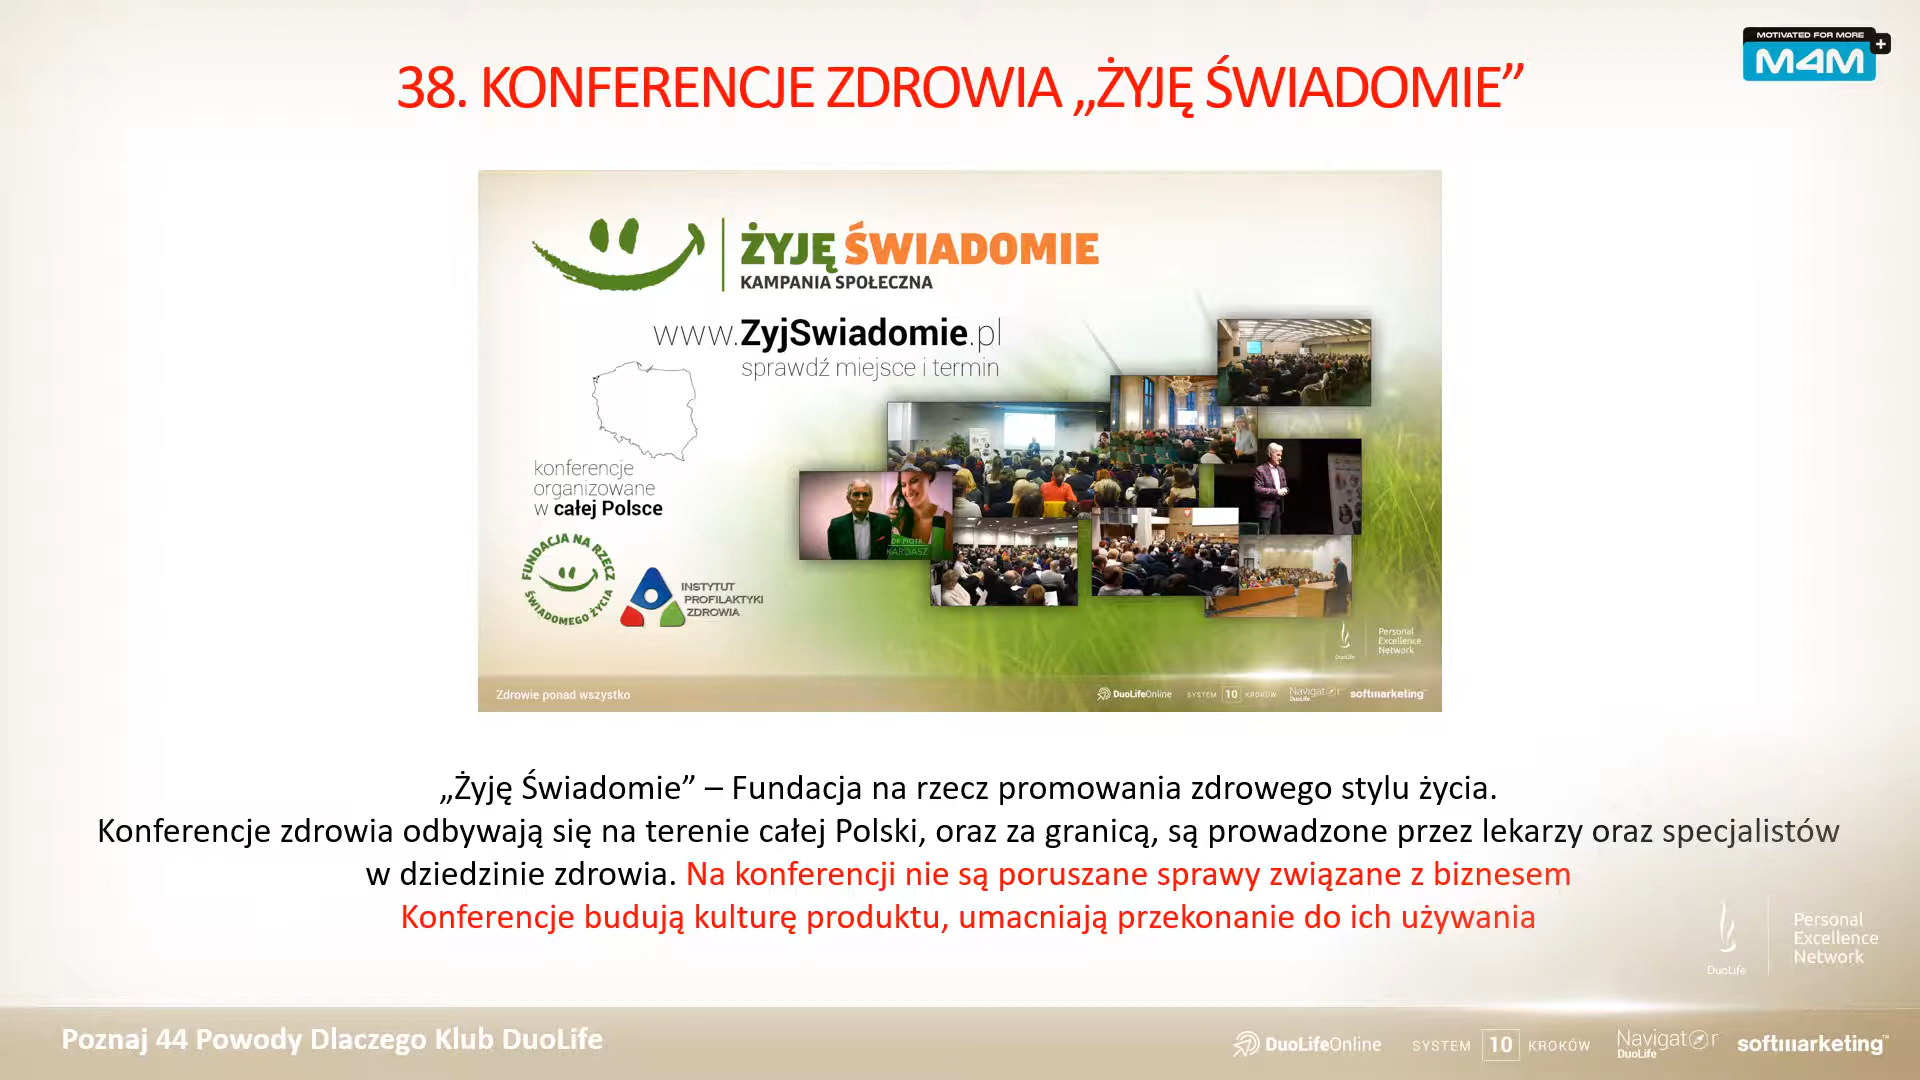 MOTIVATED FOR MORE
M4M+
38. KONFERENCJE ZDROWIA „ŻYJĘ ŚWIADOMIE”
ŻYJĘ ŚWIADOMIE
KAMPANIA SPOŁECZNA
www.ZyjSwiadomie.pl
sprawdź miejsce i termin
konferencje
organizowane
w całej Polsce
FUNDACJA NA RZECZ
ŚWIADOMEGO ŻYCIA
INSTYTUT
PROFILAKTYKI
ZDROWIA
DR PIOTR
KARDASZ
DuoLife
Personal
Excellence
Network
Zdrowie ponad wszystko
DuoLifeOnline
SYSTEM 10 KROKÓW
Navigator
DuoLife
softmarketing
„Żyję Świadomie” – Fundacja na rzecz promowania zdrowego stylu życia.
Konferencje zdrowia odbywają się na terenie całej Polski, oraz za granicą, są prowadzone przez lekarzy oraz specjalistów
w dziedzinie zdrowia. Na konferencji nie są poruszane sprawy związane z biznesem
Konferencje budują kulturę produktu, umacniają przekonanie do ich używania
DuoLife
Personal
Excellence
Network
Poznaj 44 Powody Dlaczego Klub DuoLife
DuoLifeOnline
SYSTEM 10 KROKÓW
Navigator
DuoLife
softmarketing™